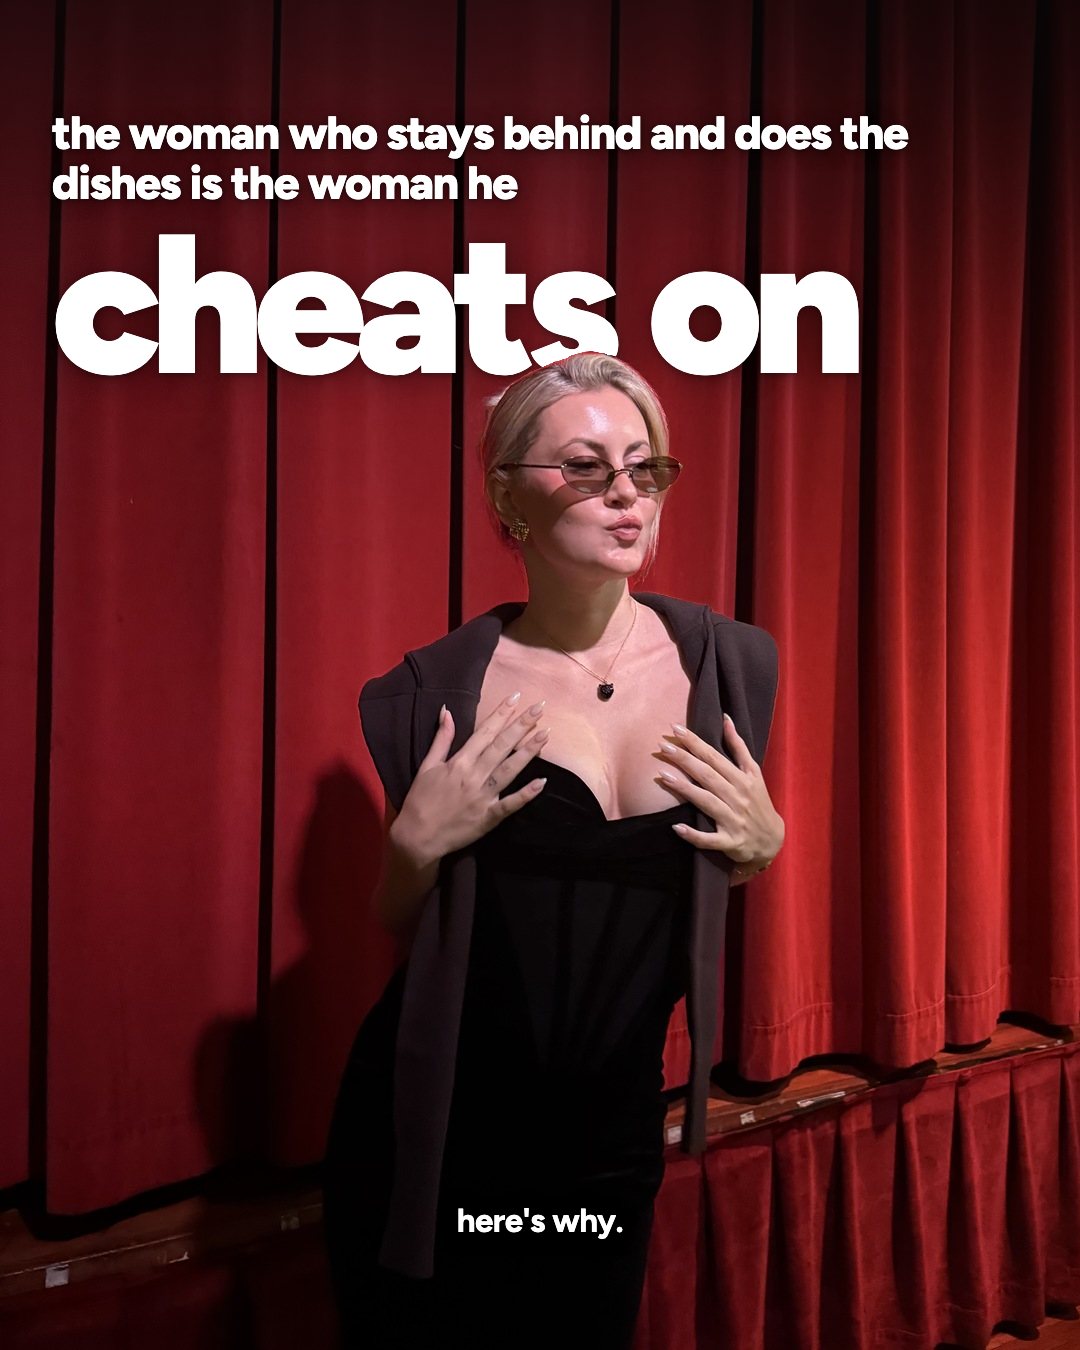 the woman who stays behind and does the
dishes is the woman he
cheats on
here's why.